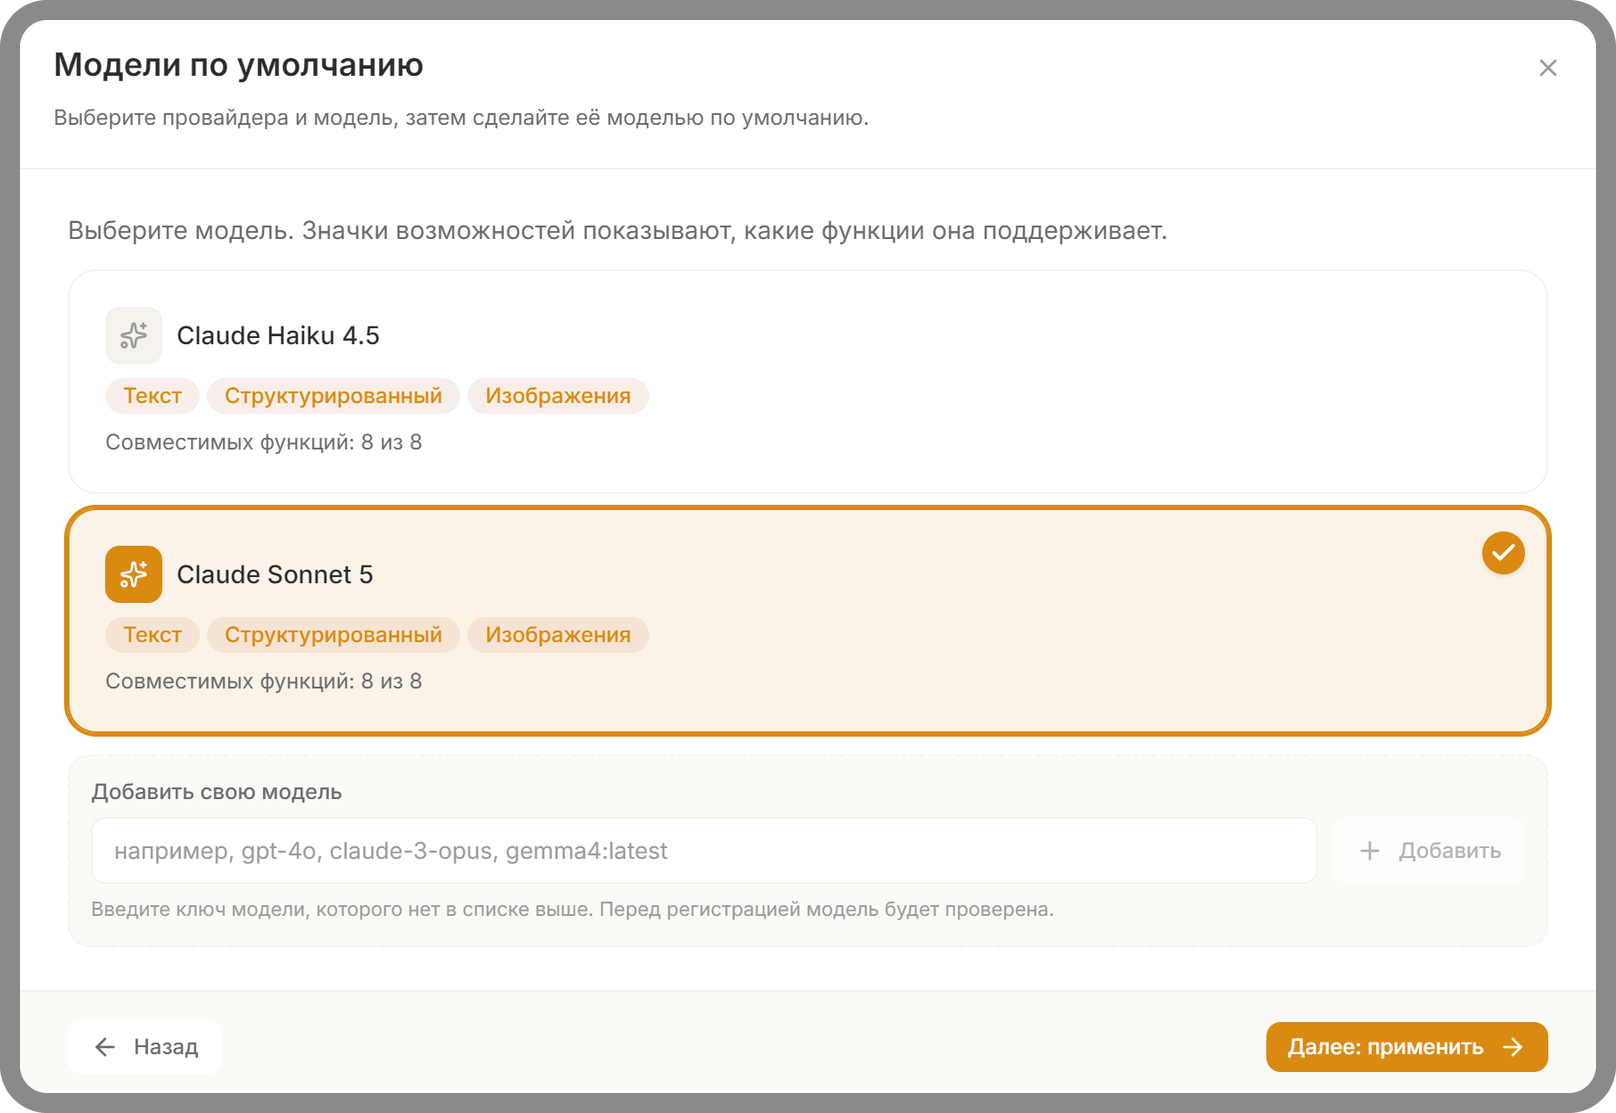 Модели по умолчанию
Выберите провайдера и модель, затем сделайте её моделью по умолчанию.
Выберите модель. Значки возможностей показывают, какие функции она поддерживает.
Claude Haiku 4.5
Текст Структурированный Изображения
Совместимых функций: 8 из 8
Claude Sonnet 5
Текст Структурированный Изображения
Совместимых функций: 8 из 8
Добавить свою модель
например, gpt-4o, claude-3-opus, gemma4:latest
Добавить
Введите ключ модели, которого нет в списке выше. Перед регистрацией модель будет проверена.
Назад
Далее: применить